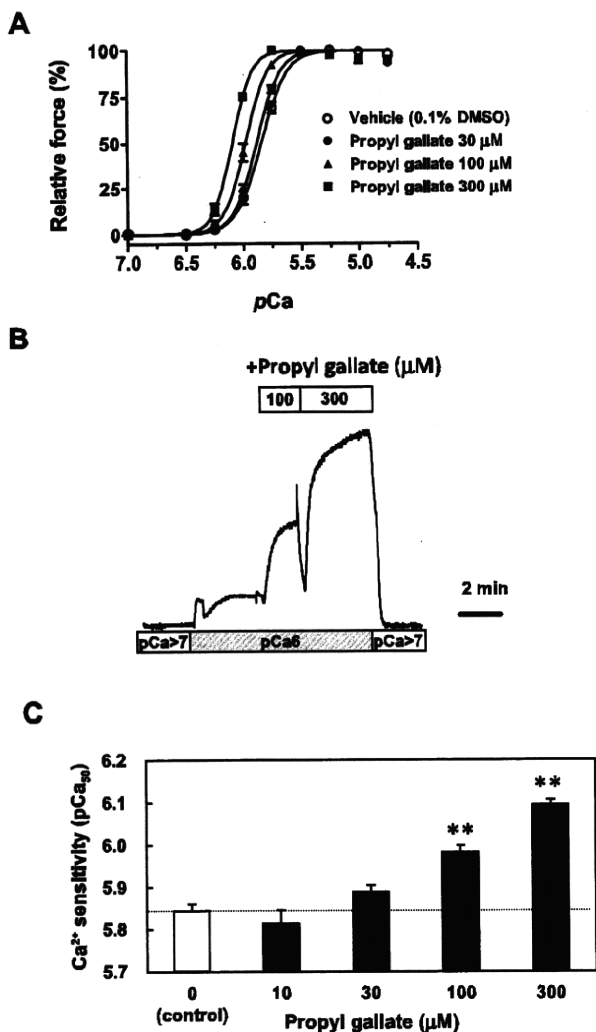 A
Relative force (%)
100
75
50
25
0
7.0 6.5 6.0 5.5 5.0 4.5
pCa
Vehicle (0.1% DMSO)
Propyl gallate 30 μM
Propyl gallate 100 μM
Propyl gallate 300 μM
B
+Propyl gallate (μM)
100 300
2 min
pCa>7 pCa6 pCa>7
C
Ca²⁺ sensitivity (pCa₅₀)
6.2
6.1
6.0
5.9
5.8
5.7
** **
0 10 30 100 300
(control) Propyl gallate (μM)